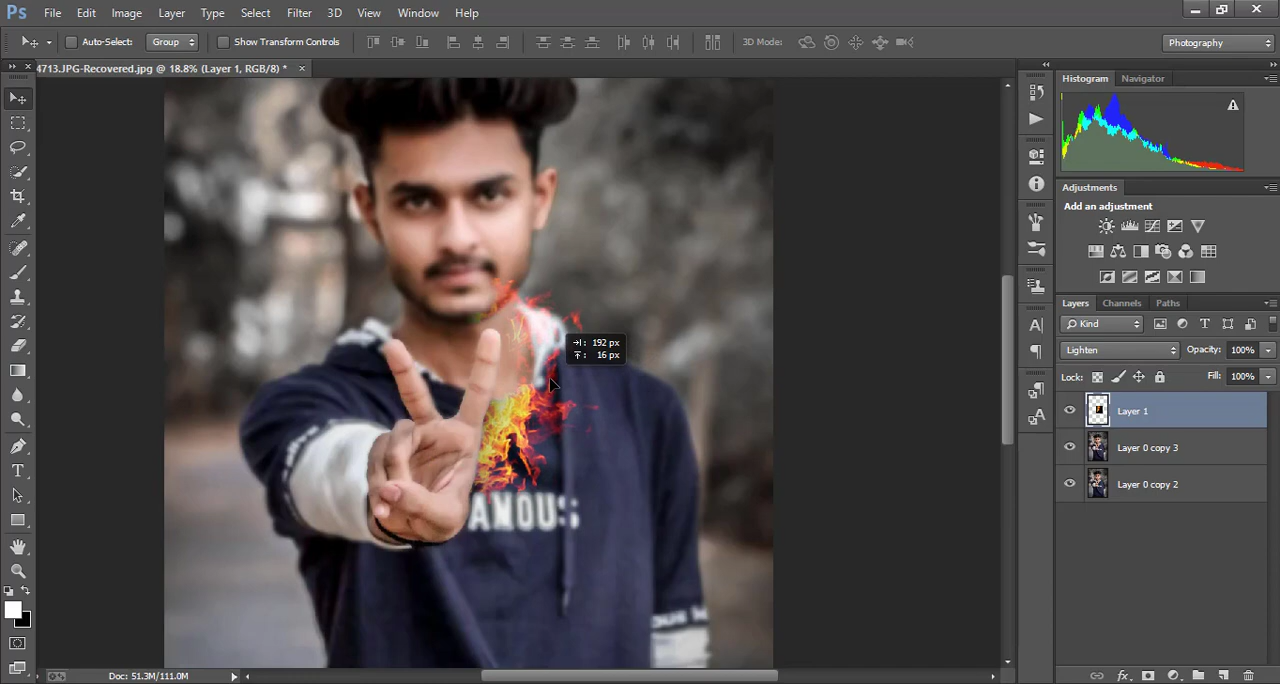 Ps File Edit Image Layer Type Select Filter 3D View Window Help
Auto-Select: Group Show Transform Controls 3D Mode: Photography
4713.JPG-Recovered.jpg @ 18.8% (Layer 1, RGB/8) *
Histogram Navigator
Adjustments
Add an adjustment
Layers Channels Paths
Kind
Lighten Opacity: 100%
Lock: Fill: 100%
Layer 1
Layer 0 copy 3
Layer 0 copy 2
192 px
16 px
AMOUS
Doc: 51.3M/111.0M